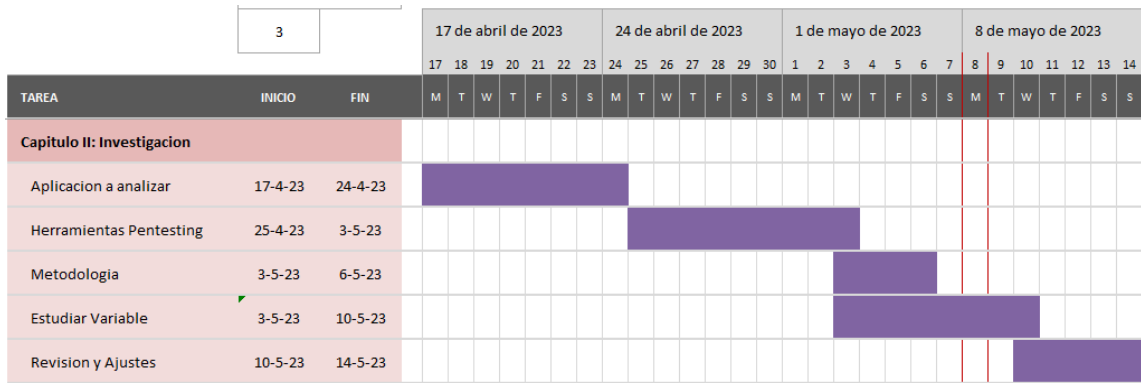 3
17 de abril de 2023 24 de abril de 2023 1 de mayo de 2023 8 de mayo de 2023
17 18 19 20 21 22 23 24 25 26 27 28 29 30 1 2 3 4 5 6 7 8 9 10 11 12 13 14
TAREA INICIO FIN M T W T F S S M T W T F S S M T W T F S S M T W T F S S
Capitulo II: Investigacion
Aplicacion a analizar 17-4-23 24-4-23
Herramientas Pentesting 25-4-23 3-5-23
Metodologia 3-5-23 6-5-23
Estudiar Variable 3-5-23 10-5-23
Revision y Ajustes 10-5-23 14-5-23